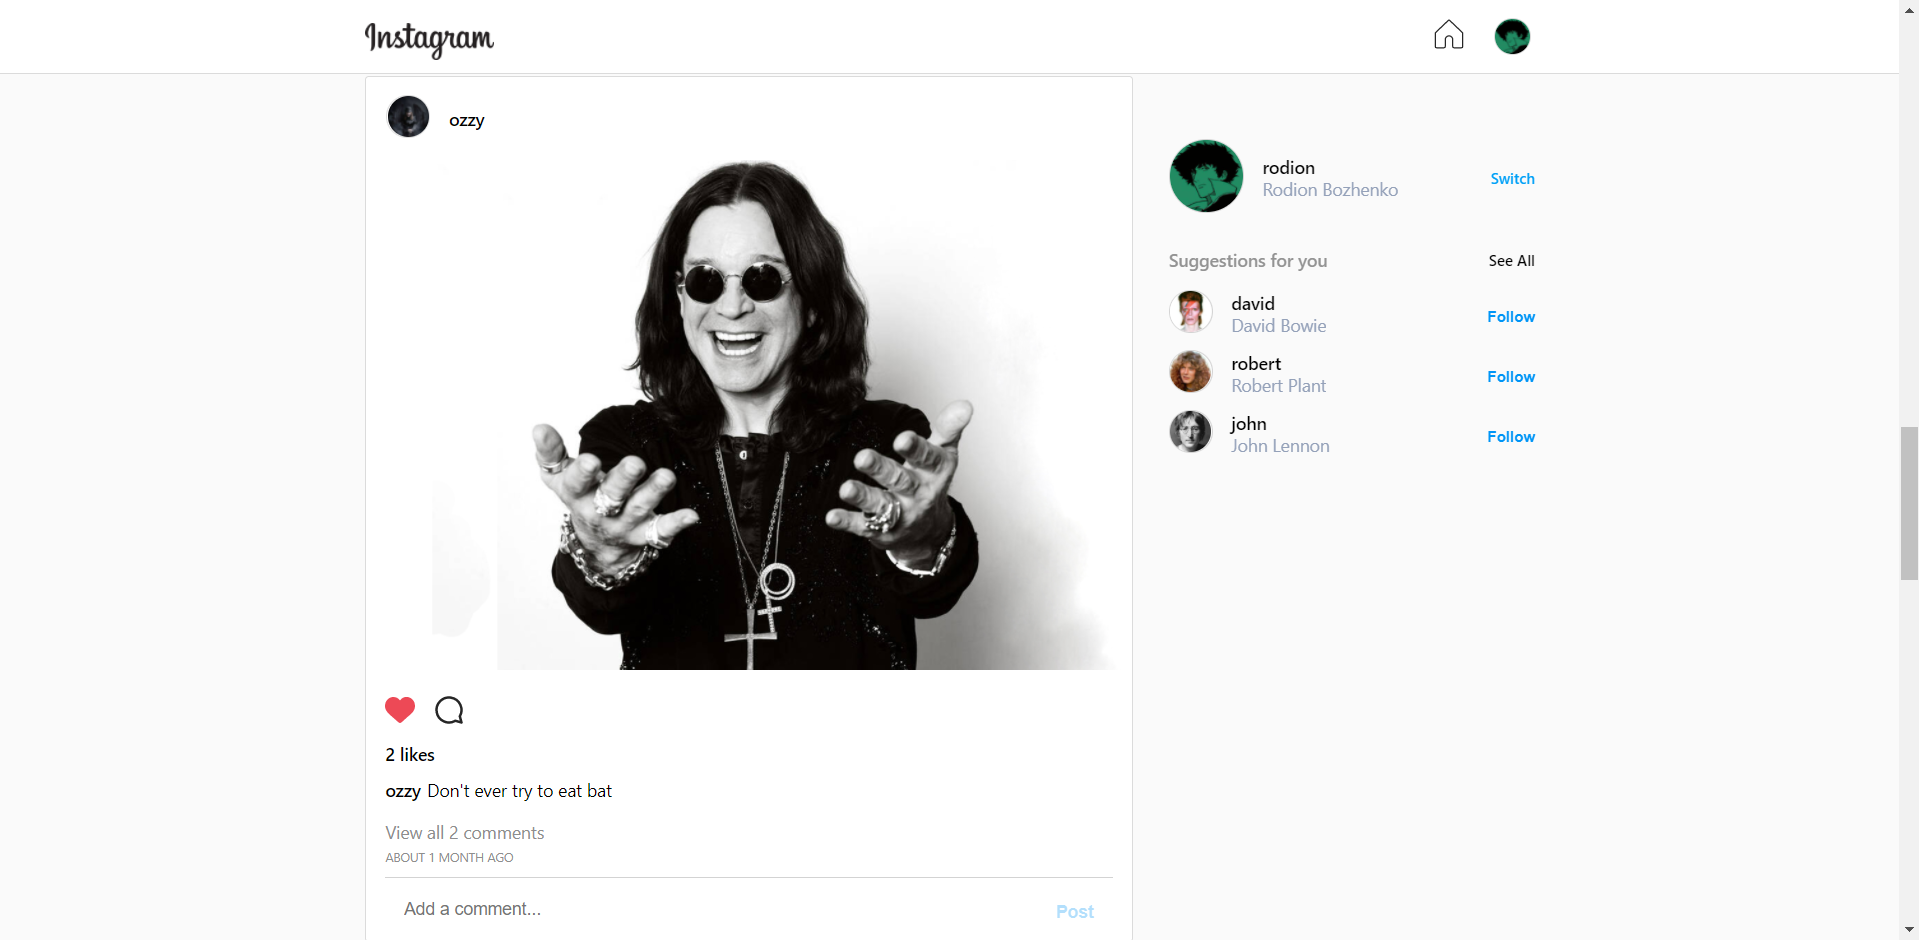 Instagram
ozzy
2 likes
ozzy Don't ever try to eat bat
View all 2 comments
ABOUT 1 MONTH AGO
Add a comment...
Post
rodion
Rodion Bozhenko
Switch
Suggestions for you
See All
david
David Bowie
Follow
robert
Robert Plant
Follow
john
John Lennon
Follow